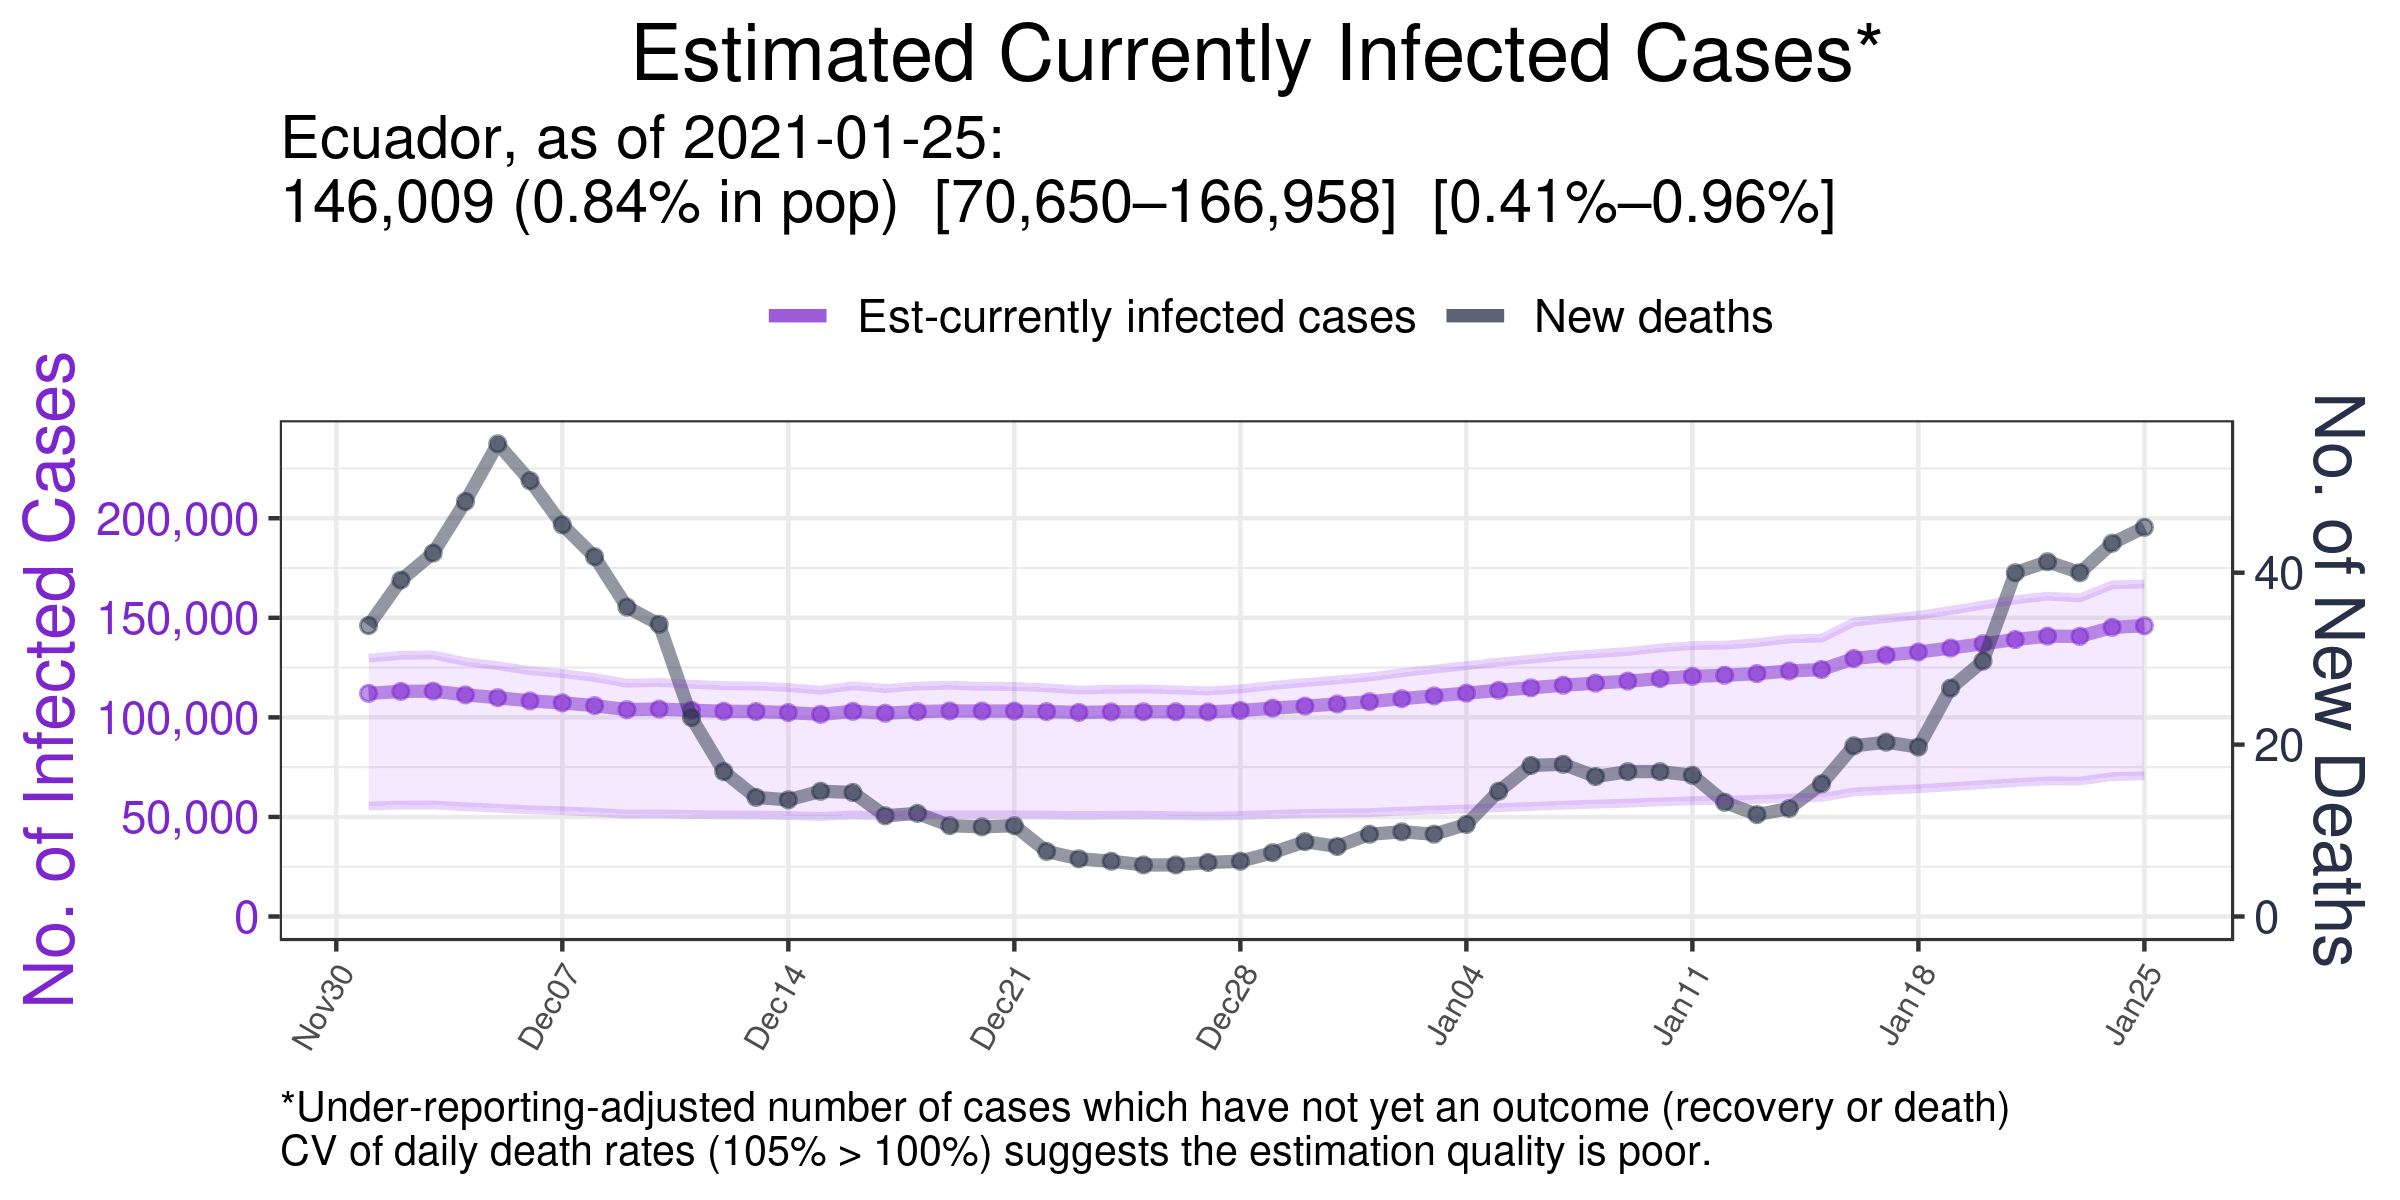 Estimated Currently Infected Cases*
Ecuador, as of 2021-01-25:
146,009 (0.84% in pop)  [70,650–166,958]  [0.41%–0.96%]
Est-currently infected cases
New deaths
No. of Infected Cases
200,000
150,000
100,000
50,000
0
40
20
0
No. of New Deaths
Nov30
Dec07
Dec14
Dec21
Dec28
Jan04
Jan11
Jan18
Jan25
*Under-reporting-adjusted number of cases which have not yet an outcome (recovery or death)
CV of daily death rates (105% > 100%) suggests the estimation quality is poor.